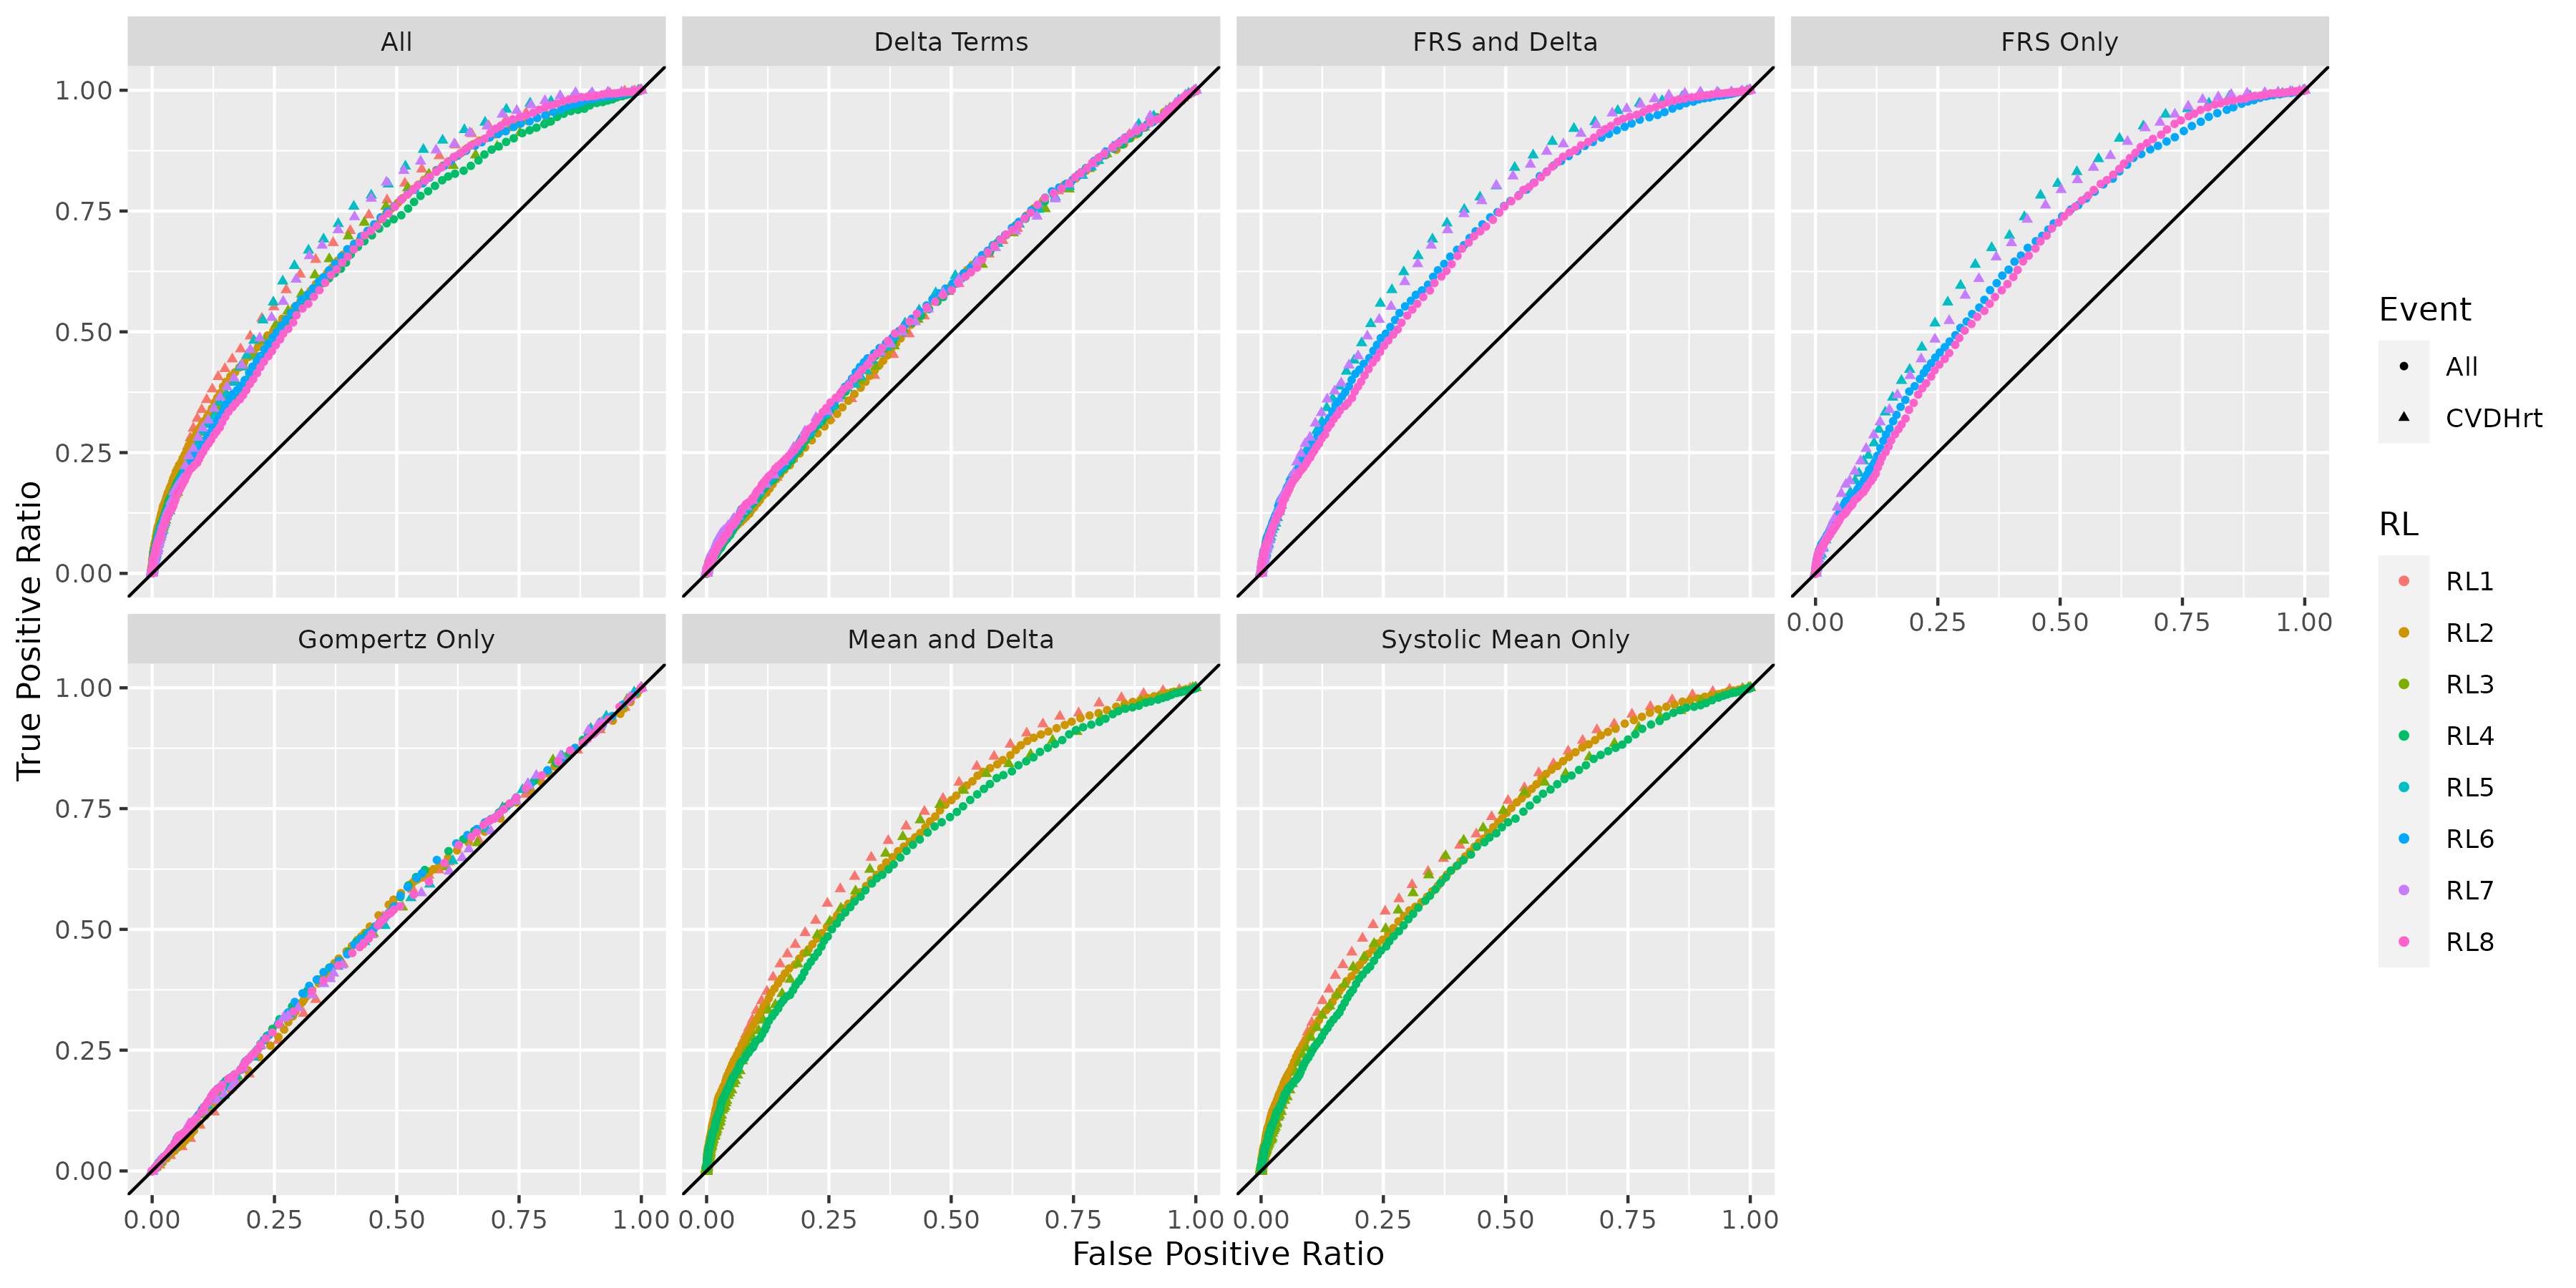 All
Delta Terms
FRS and Delta
FRS Only
1.00
0.75
0.50
0.25
0.00
0.00 0.25 0.50 0.75 1.00
Gompertz Only
Mean and Delta
Systolic Mean Only
1.00
0.75
0.50
0.25
0.00
0.00 0.25 0.50 0.75 1.00
0.00 0.25 0.50 0.75 1.00
0.00 0.25 0.50 0.75 1.00
True Positive Ratio
False Positive Ratio
Event
All
CVDHrt
RL
RL1
RL2
RL3
RL4
RL5
RL6
RL7
RL8